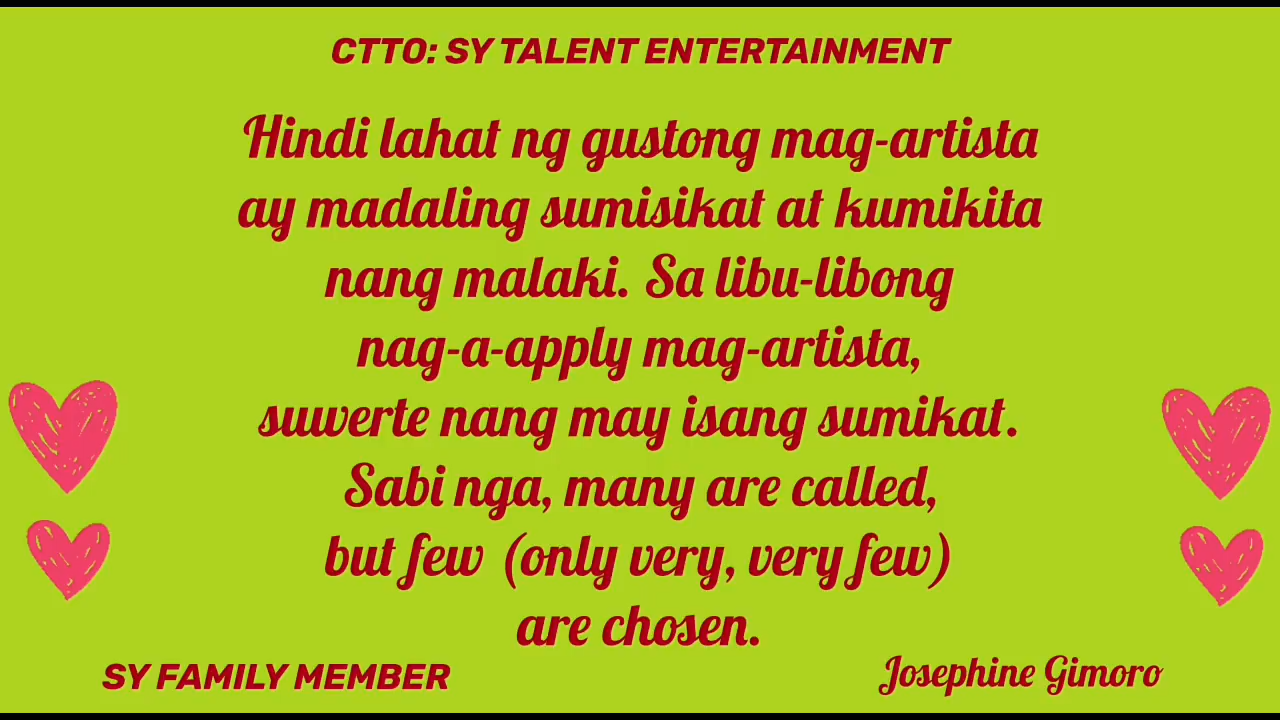 CTTO: SY TALENT ENTERTAINMENT
Hindi lahat ng gustong mag-artista
ay madaling sumisikat at kumikita
nang malaki. Sa libu-libong
nag-a-apply mag-artista,
suwerte nang may isang sumikat.
Sabi nga, many are called,
but few (only very, very few)
are chosen.
SY FAMILY MEMBER
Josephine Gimoro